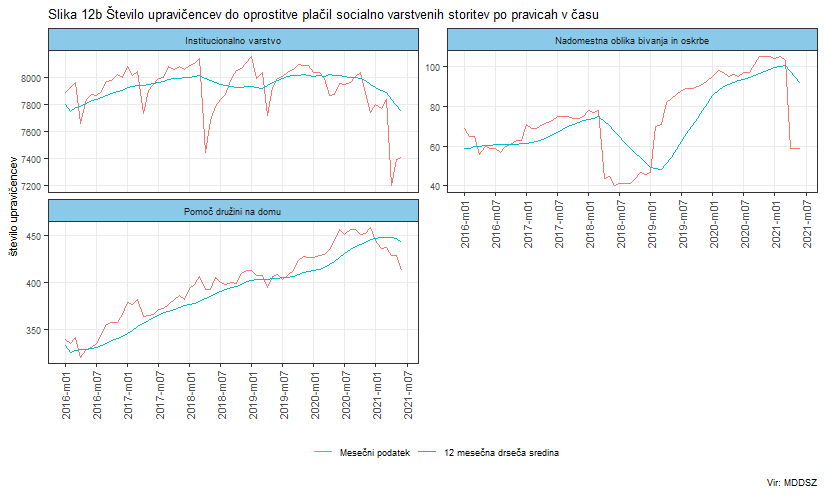 Slika 12b Število upravičencev do oprostitve plačil socialno varstvenih storitev po pravicah v času
Institucionalno varstvo
8000
7800
7600
7400
7200
Nadomestna oblika bivanja in oskrbe
100
80
60
40
2016-m01
2016-m07
2017-m01
2017-m07
2018-m01
2018-m07
2019-m01
2019-m07
2020-m01
2020-m07
2021-m01
2021-m07
število upravičencev
Pomoč družini na domu
450
400
350
2016-m01
2016-m07
2017-m01
2017-m07
2018-m01
2018-m07
2019-m01
2019-m07
2020-m01
2020-m07
2021-m01
2021-m07
Mesečni podatek
12 mesečna drseča sredina
Vir: MDDSZ